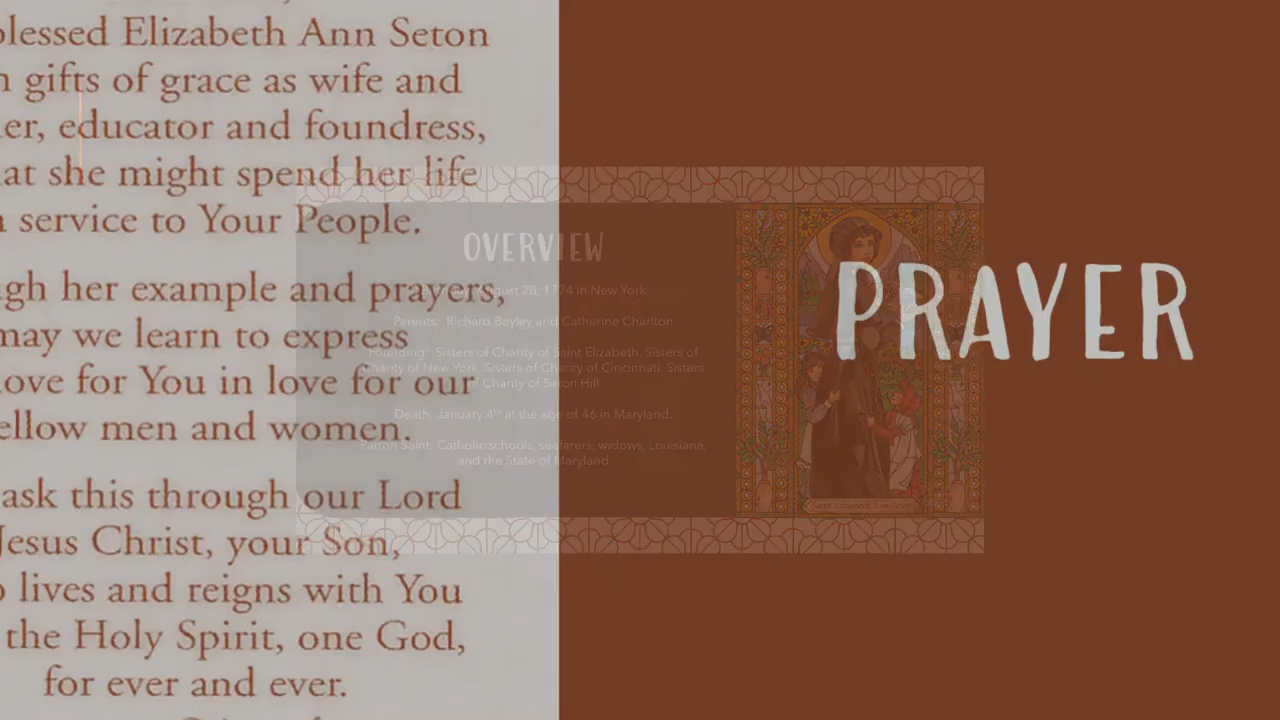 blessed Elizabeth Ann Seton
gifts of grace as wife and
er, educator and foundress,
at she might spend her life
service to Your People.
gh her example and prayers,
may we learn to express
love for You in love for our
ellow men and women.
ask this through our Lord
Jesus Christ, your Son,
lives and reigns with You
the Holy Spirit, one God,
for ever and ever.
PRAYER
OVERVIEW
August 28, 1774 in New York
Parents: Richard Bayley and Catherine Charlton
Founding: Sisters of Charity of Saint Elizabeth, Sisters of
Charity of New York, Sisters of Charity of Cincinnati, Sisters
of Charity of Seton Hill
Death: January 4th at the age of 46 in Maryland.
Patron Saint: Catholic schools, seafarers, widows, Louisiana,
and the State of Maryland
Saint Elizabeth Ann Seton